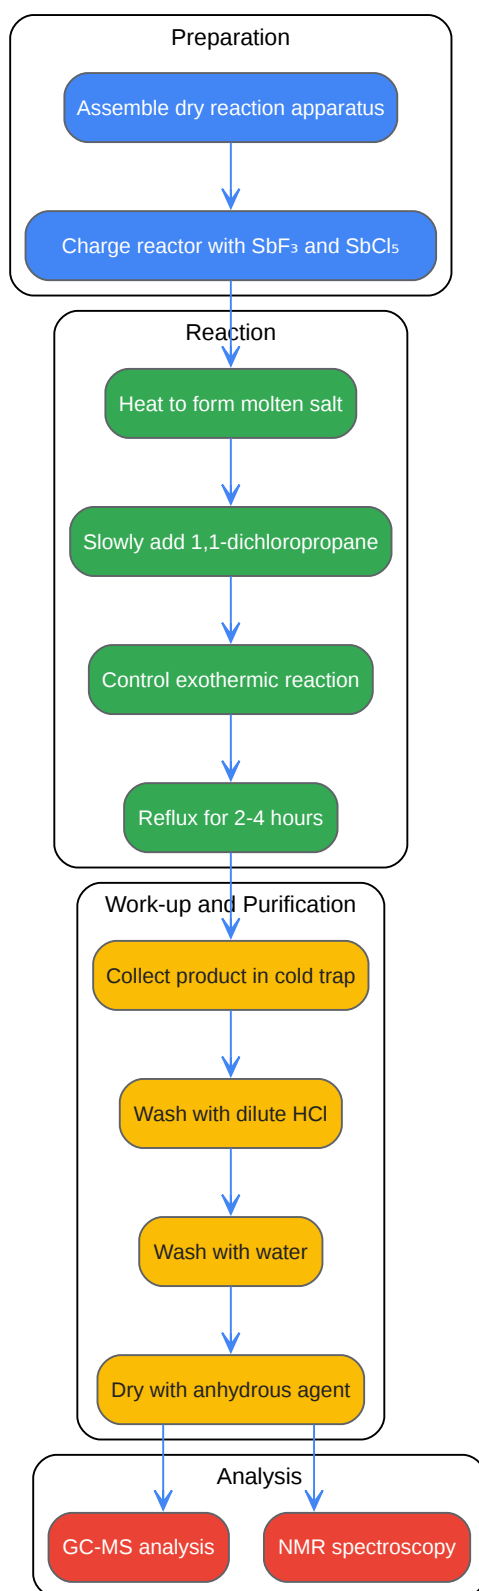 Preparation
Assemble dry reaction apparatus
Charge reactor with SbF₃ and SbCl₅
Reaction
Heat to form molten salt
Slowly add 1,1-dichloropropane
Control exothermic reaction
Reflux for 2-4 hours
Work-up and Purification
Collect product in cold trap
Wash with dilute HCl
Wash with water
Dry with anhydrous agent
Analysis
GC-MS analysis
NMR spectroscopy